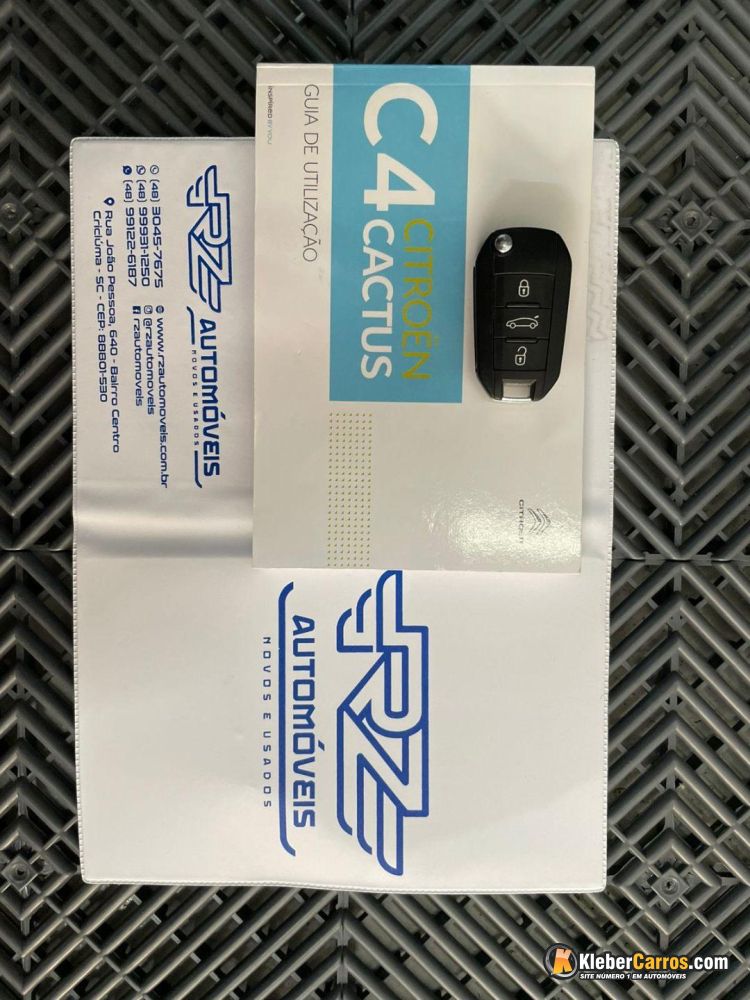 INSPIRED BY YOU
GUIA DE UTILIZAÇÃO
C4 CITROËN
CACTUS
CITROËN
RZ
AUTOMÓVEIS
NOVOS E USADOS
(48) 3045-7675
(48) 99931-1250
(48) 99122-6187
www.rzautomoveis.com.br
@rzautomoveis
rzautomoveis
Rua João Pessoa, 640 - Bairro Centro
Criciúma - SC - CEP: 88801-530
RZ
AUTOMÓVEIS
NOVOS E USADOS
KleberCarros.com
SITE NÚMERO 1 EM AUTOMÓVEIS